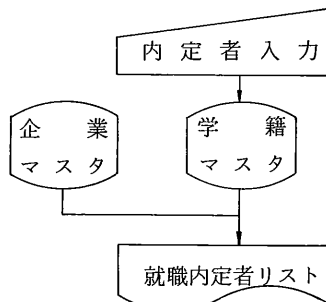 内定者入力
企業
マスタ
学籍
マスタ
就職内定者リスト